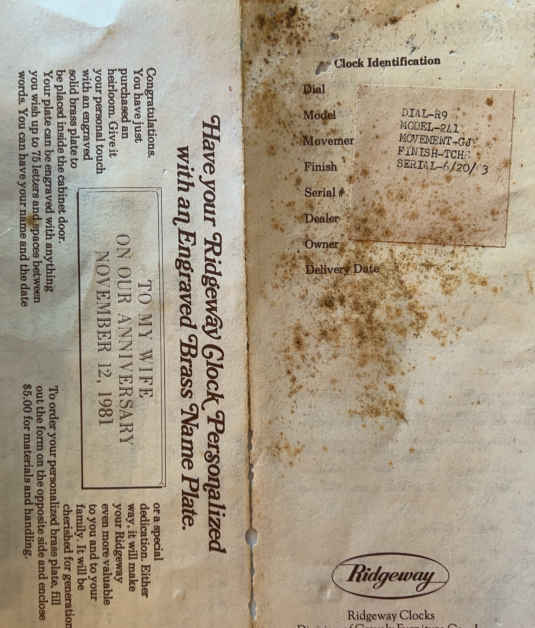 Have your Ridgeway Clock Personalized
with an Engraved Brass Name Plate.
Congratulations.
You have just
purchased an
heirloom. Give it
your personal touch
with an engraved
solid brass plate to
be placed inside the cabinet door.
Your plate can be engraved with anything
you wish up to 75 letters and spaces between
words. You can have your name and the date
TO MY WIFE
ON OUR ANNIVERSARY
NOVEMBER 12, 1981
or a special
dedication. Either
way, it will make
your Ridgeway
even more valuable
to you and to your
family. It will be
cherished for generation
To order your personalized brass plate, fill
out the form on the opposite side and enclose
$5.00 for materials and handling.
Clock Identification
Dial
Model
Movemen
Finish
Serial #
Dealer
Owner
Delivery Date
DIAL-R9
MODEL-241
MOVEMENT-GJ
FINISH-TCH
SERIAL-6/20/ 3
Ridgeway
Ridgeway Clocks